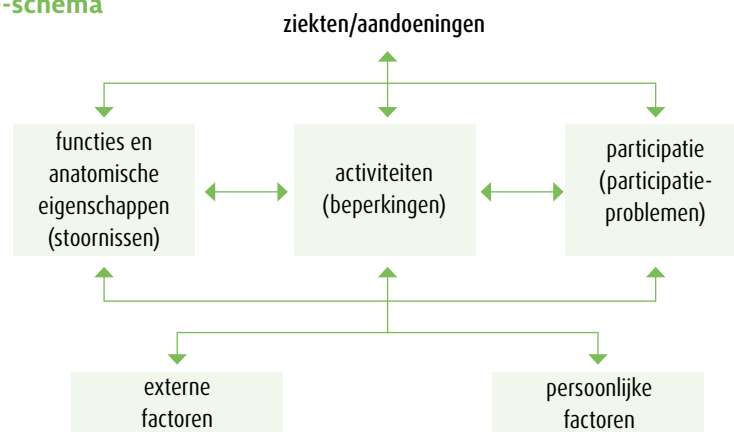 -schema
ziekten/aandoeningen
functies en
anatomische
eigenschappen
(stoornissen)
activiteiten
(beperkingen)
participatie
(participatie-
problemen)
externe
factoren
persoonlijke
factoren